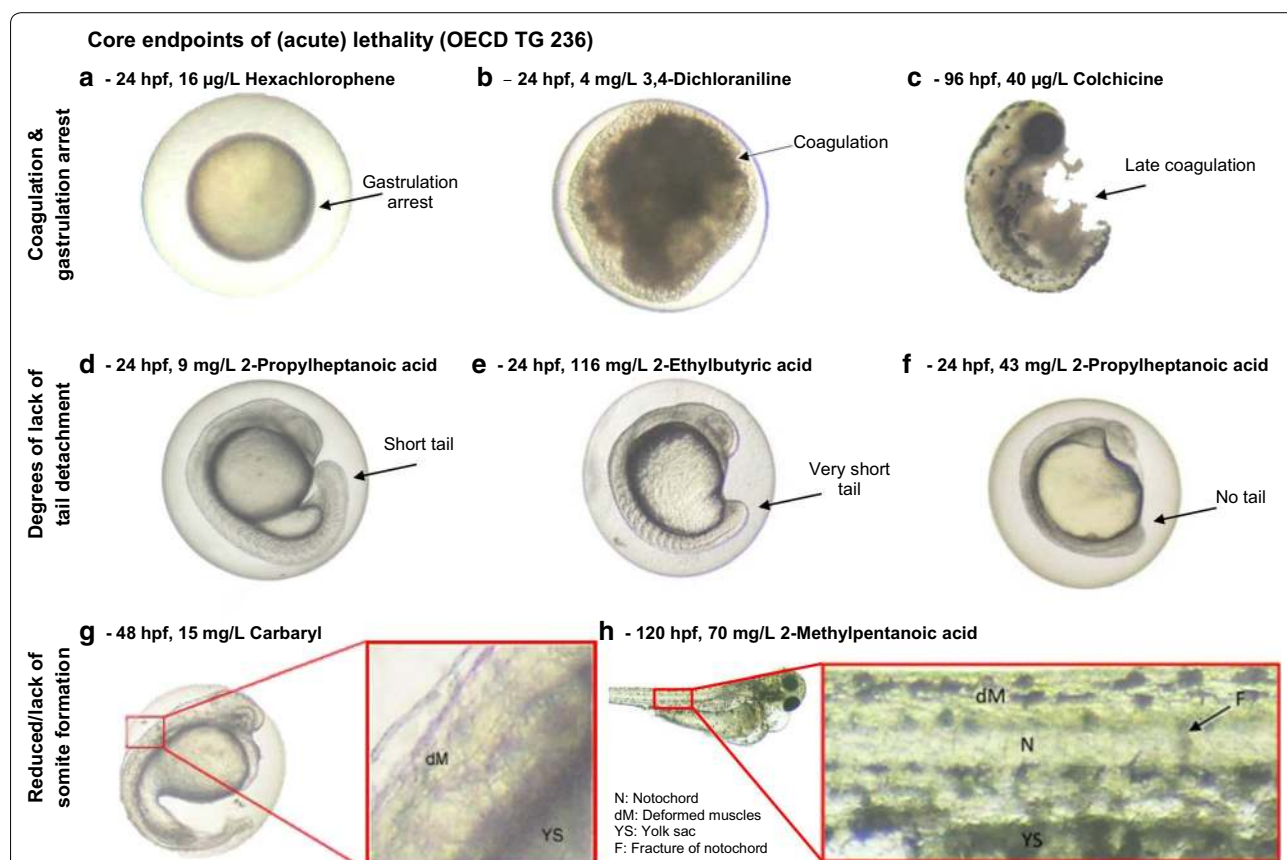 Core endpoints of (acute) lethality (OECD TG 236)
Coagulation &
gastrulation arrest
a - 24 hpf, 16 µg/L Hexachlorophene
Gastrulation
arrest
b – 24 hpf, 4 mg/L 3,4-Dichloraniline
Coagulation
c - 96 hpf, 40 µg/L Colchicine
Late coagulation
Degrees of lack of
tail detachment
d - 24 hpf, 9 mg/L 2-Propylheptanoic acid
Short tail
e - 24 hpf, 116 mg/L 2-Ethylbutyric acid
Very short
tail
f - 24 hpf, 43 mg/L 2-Propylheptanoic acid
No tail
Reduced/lack of
somite formation
g - 48 hpf, 15 mg/L Carbaryl
dM
YS
h - 120 hpf, 70 mg/L 2-Methylpentanoic acid
dM
F
N
YS
N: Notochord
dM: Deformed muscles
YS: Yolk sac
F: Fracture of notochord